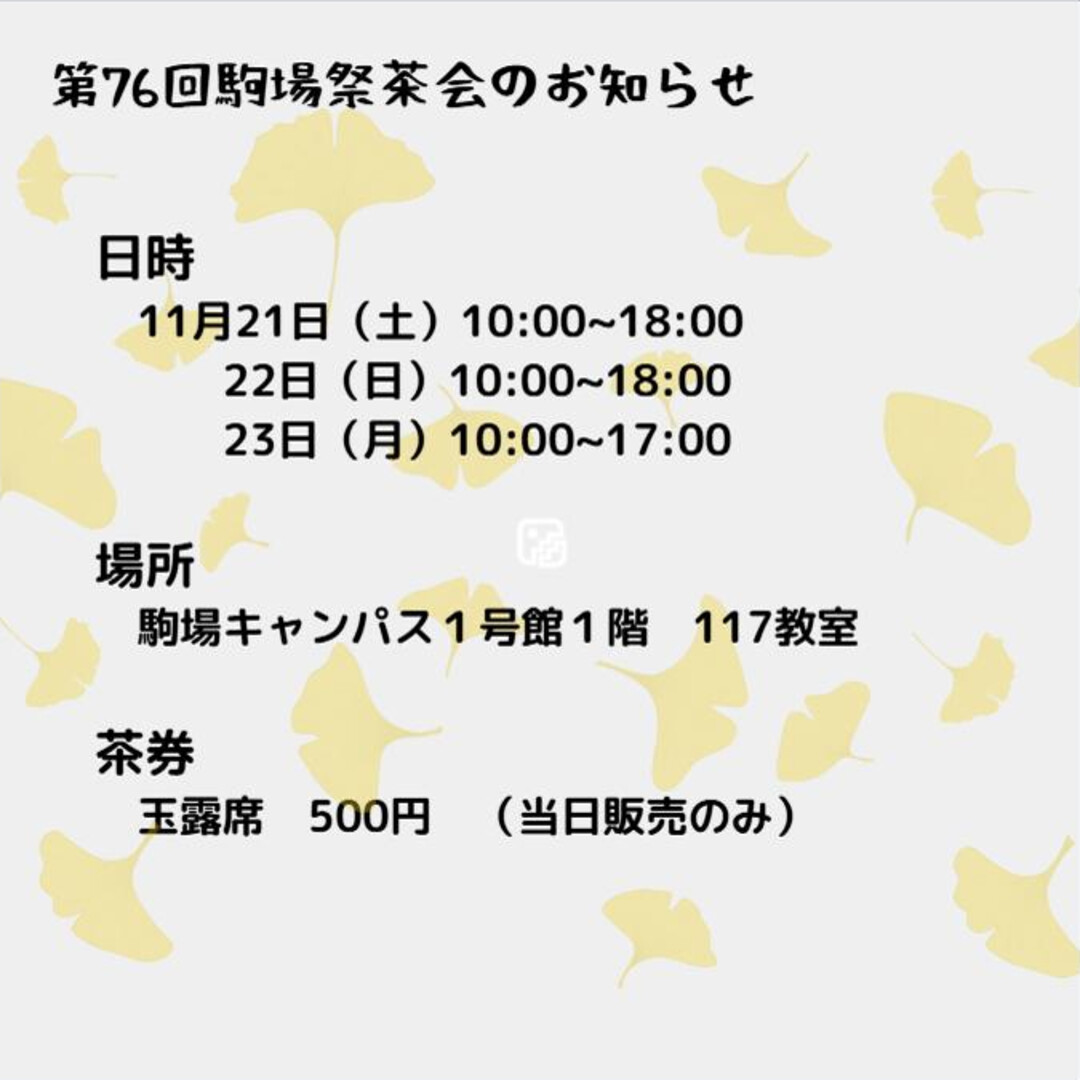 第76回駒場祭茶会のお知らせ
日時
11月21日（土）10:00~18:00
22日（日）10:00~18:00
23日（月）10:00~17:00
場所
駒場キャンパス１号館１階　117教室
茶券
玉露席　500円　（当日販売のみ）